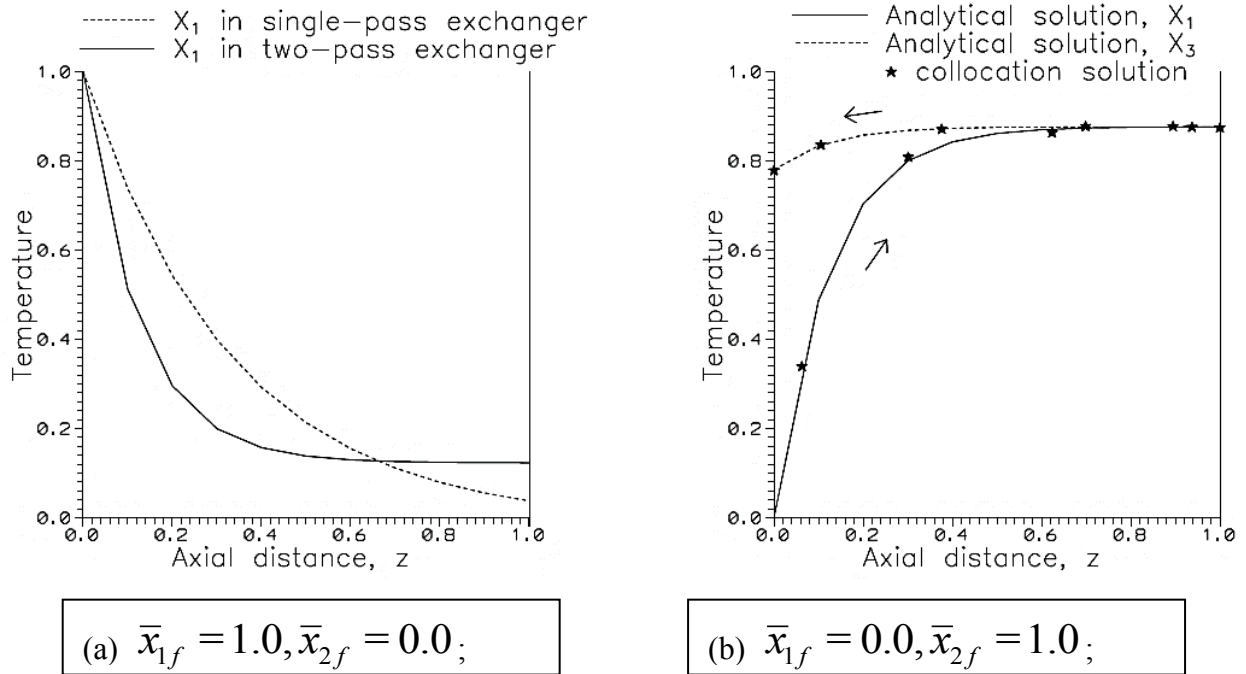 X₁ in single-pass exchanger
X₁ in two-pass exchanger
1.0
0.8
0.6
0.4
0.2
0.0
Temperature
0.0 0.2 0.4 0.6 0.8 1.0
Axial distance, z
(a) x̄₁f = 1.0, x̄₂f = 0.0 ;
Analytical solution, X₁
Analytical solution, X₃
★ collocation solution
1.0
0.8
0.6
0.4
0.2
0.0
Temperature
0.0 0.2 0.4 0.6 0.8 1.0
Axial distance, z
(b) x̄₁f = 0.0, x̄₂f = 1.0 ;